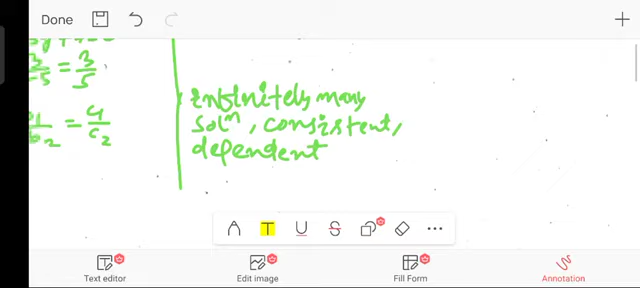 Done
3/-5 = 3/5
b1/b2 = c1/c2
infinitely many
solⁿ, consistent,
dependent
T U S
Text editor
Edit image
Fill Form
Annotation